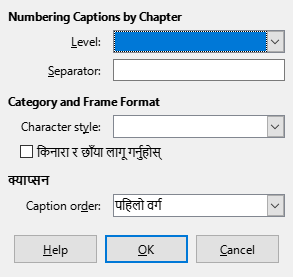 Numbering Captions by Chapter
Level:
Separator:
Category and Frame Format
Character style:
किनारा र छाँया लागू गर्नुहोस्
क्याप्सन
Caption order: पहिलो वर्ग
Help OK Cancel